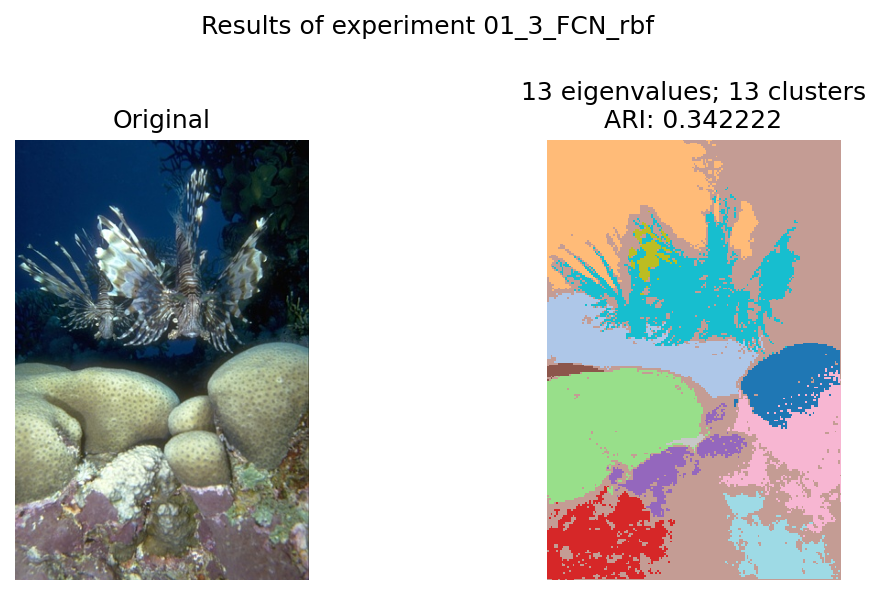 Results of experiment 01_3_FCN_rbf
Original
13 eigenvalues; 13 clusters
ARI: 0.342222